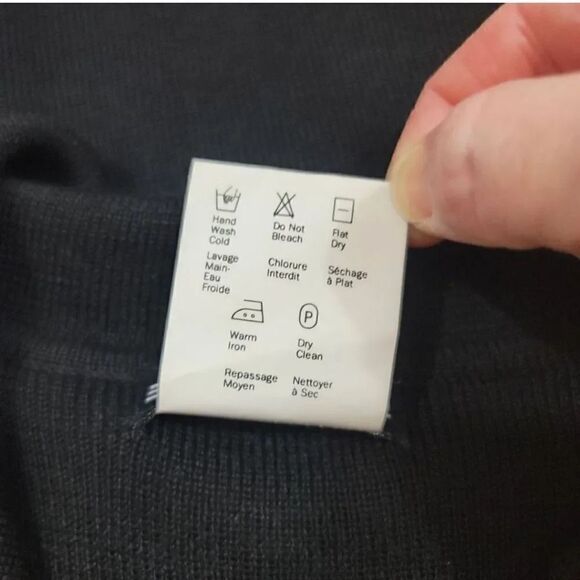 Hand
Wash
Cold
Lavage
Main-
Eau
Froide
Do Not
Bleach
Chlorure
Interdit
Flat
Dry
Séchage
à Plat
Warm
Iron
Repassage
Moyen
P
Dry
Clean
Nettoyer
à Sec